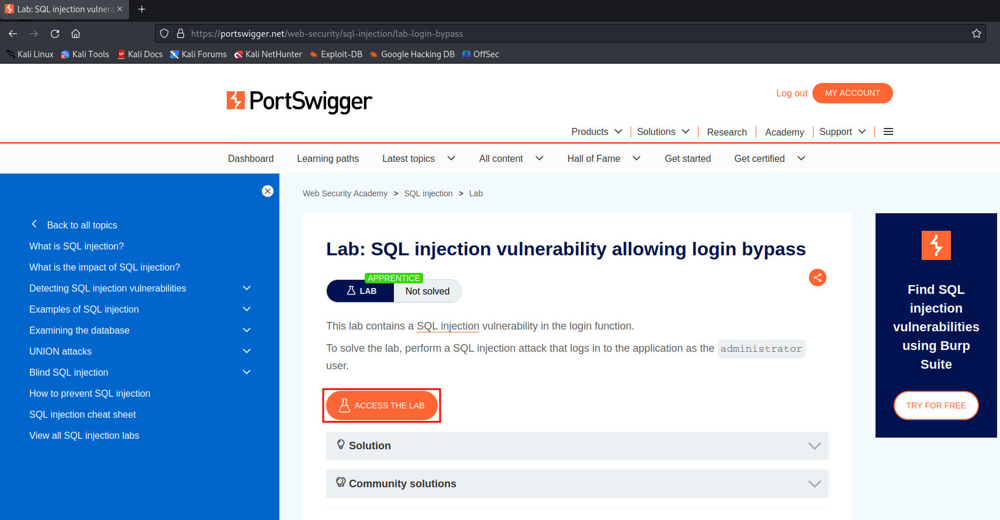 Lab: SQL injection vulnera
https://portswigger.net/web-security/sql-injection/lab-login-bypass
Kali Linux Kali Tools Kali Docs Kali Forums Kali NetHunter Exploit-DB Google Hacking DB OffSec
PortSwigger
Log out MY ACCOUNT
Products Solutions Research Academy Support
Dashboard Learning paths Latest topics All content Hall of Fame Get started Get certified
Back to all topics
What is SQL injection?
What is the impact of SQL injection?
Detecting SQL injection vulnerabilities
Examples of SQL injection
Examining the database
UNION attacks
Blind SQL injection
How to prevent SQL injection
SQL injection cheat sheet
View all SQL injection labs
Web Security Academy > SQL injection > Lab
Lab: SQL injection vulnerability allowing login bypass
APPRENTICE
LAB Not solved
This lab contains a SQL injection vulnerability in the login function.
To solve the lab, perform a SQL injection attack that logs in to the application as the administrator
user.
ACCESS THE LAB
Solution
Community solutions
Find SQL
injection
vulnerabilities
using Burp
Suite
TRY FOR FREE